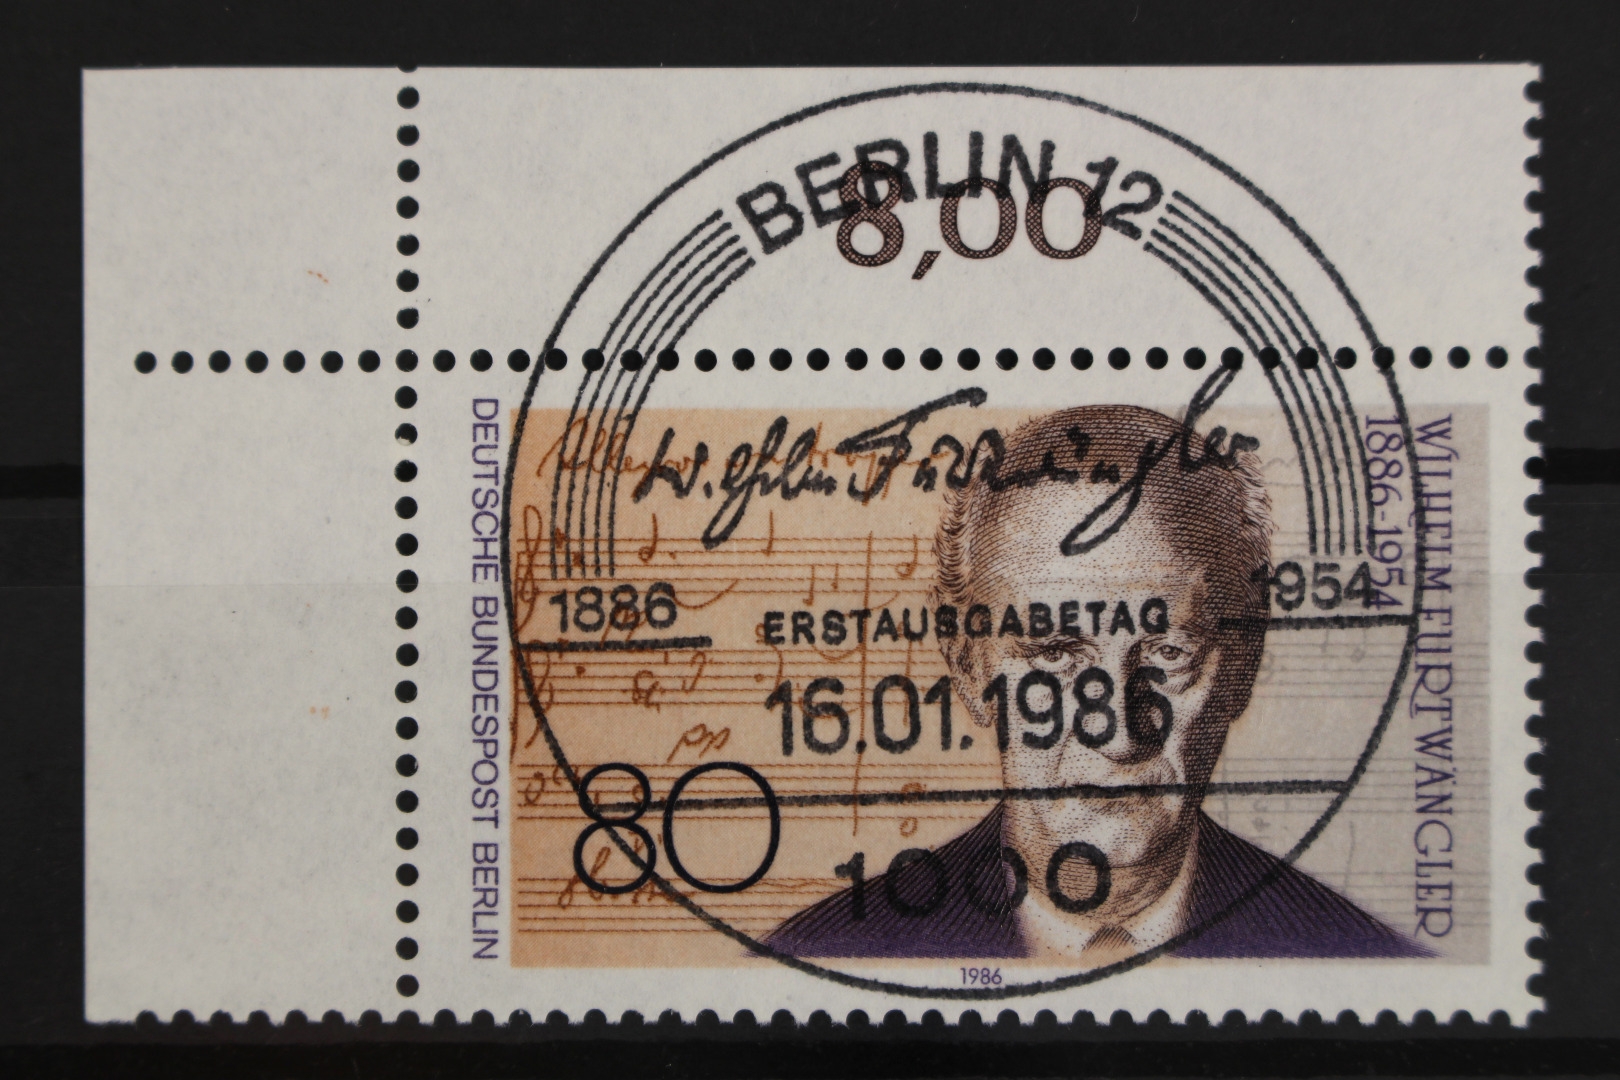 BERLIN 12
8,00
Wilhelm Furtwängler
DEUTSCHE BUNDESPOST BERLIN
WILHELM FURTWÄNGLER
1886-1954
1886
1954
ERSTAUSGABETAG
16.01.1986
pp
80
1000
1986